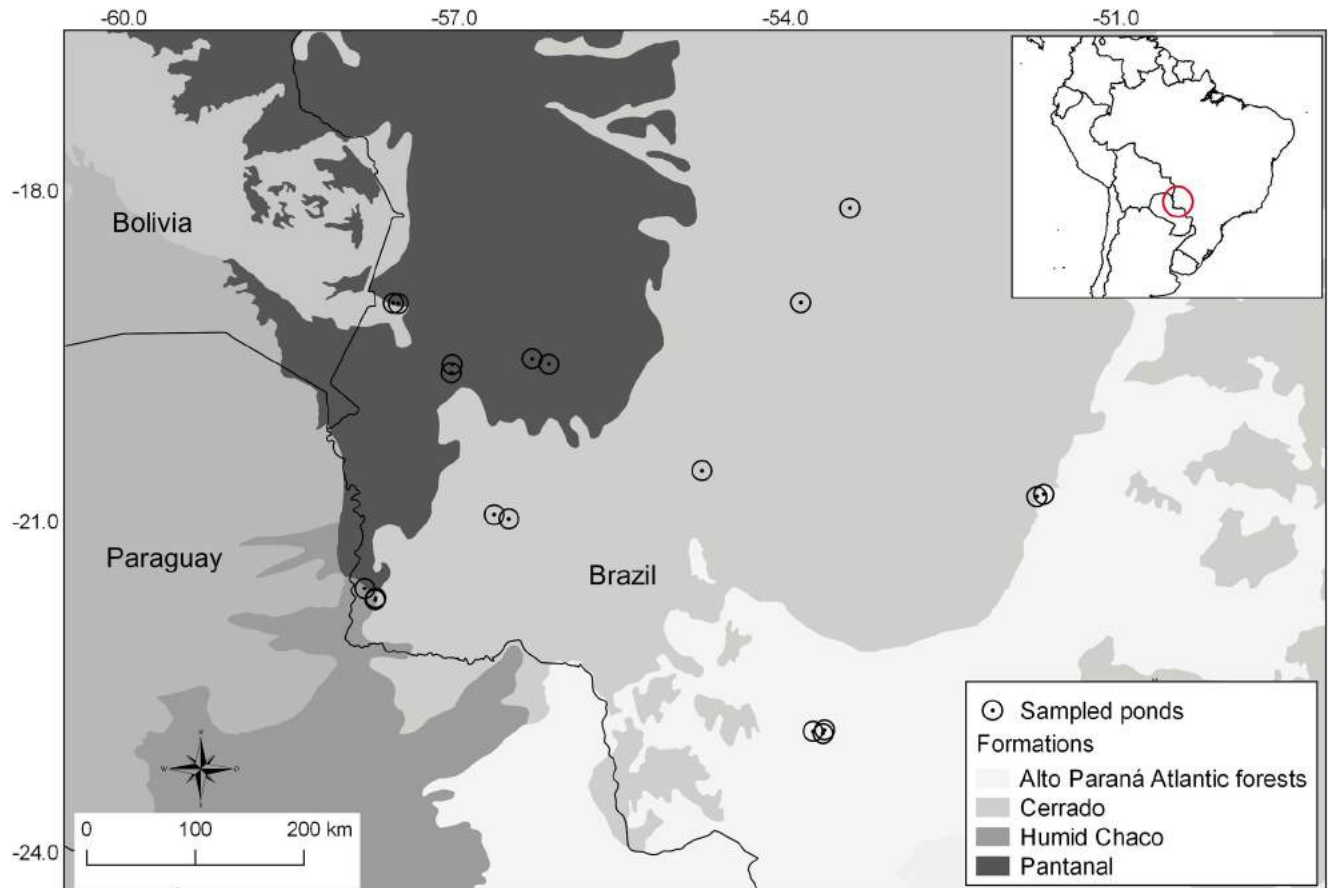 -60.0 -57.0 -54.0 -51.0
-18.0
Bolivia
-21.0
Paraguay
Brazil
Sampled ponds
Formations
Alto Paraná Atlantic forests
Cerrado
Humid Chaco
Pantanal
0 100 200 km
-24.0